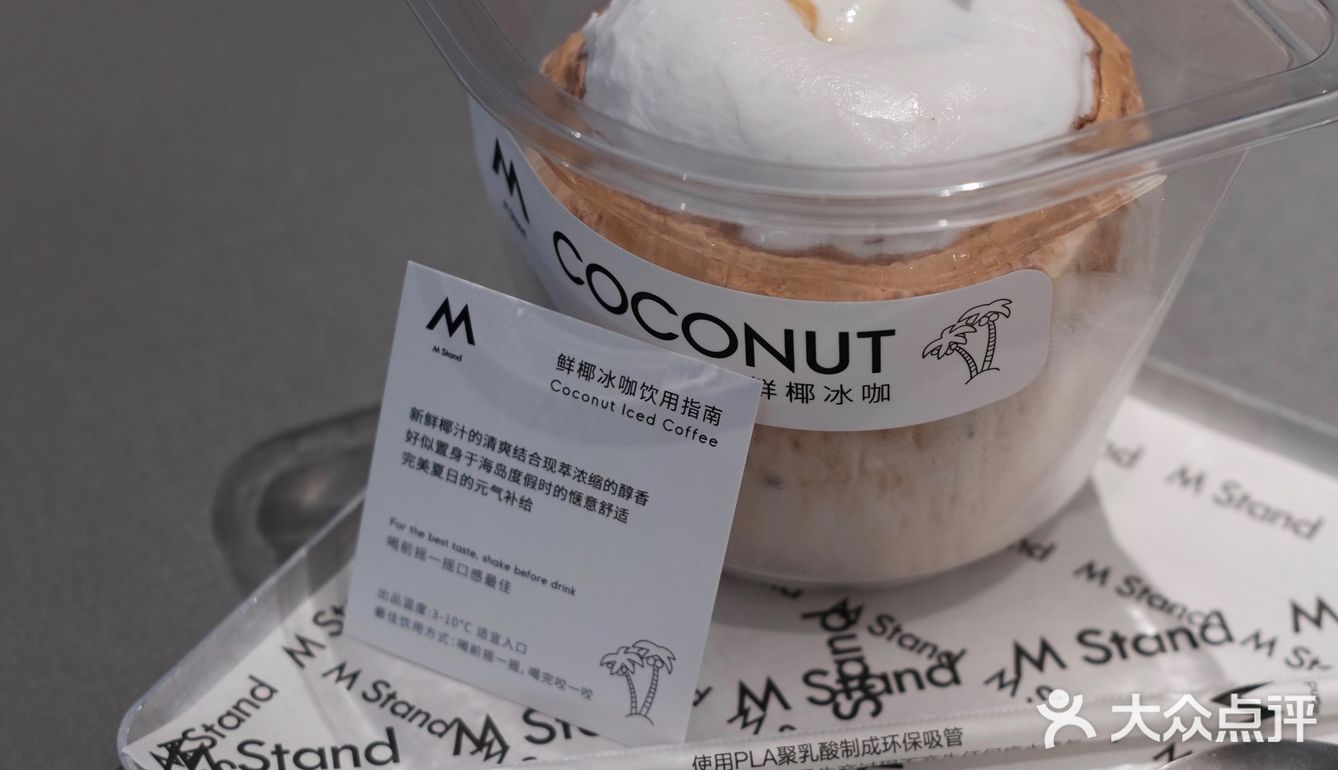 M
COCONUT
鲜椰冰咖
M
M Stand
鲜椰冰咖饮用指南
Coconut Iced Coffee
新鲜椰汁的清爽结合现萃浓缩的醇香
好似置身于海岛度假时的惬意舒适
完美夏日的元气补给
For the best taste, shake before drink
喝前摇一摇口感最佳
出品温度:3-10°C 适宜入口
最佳饮用方式:喝前摇一摇,喝完咬一咬
M Stand
M Stand
M Stand
M Stand
M Stand
M Stand
Stand
使用PLA聚乳酸制成环保吸管
大众点评